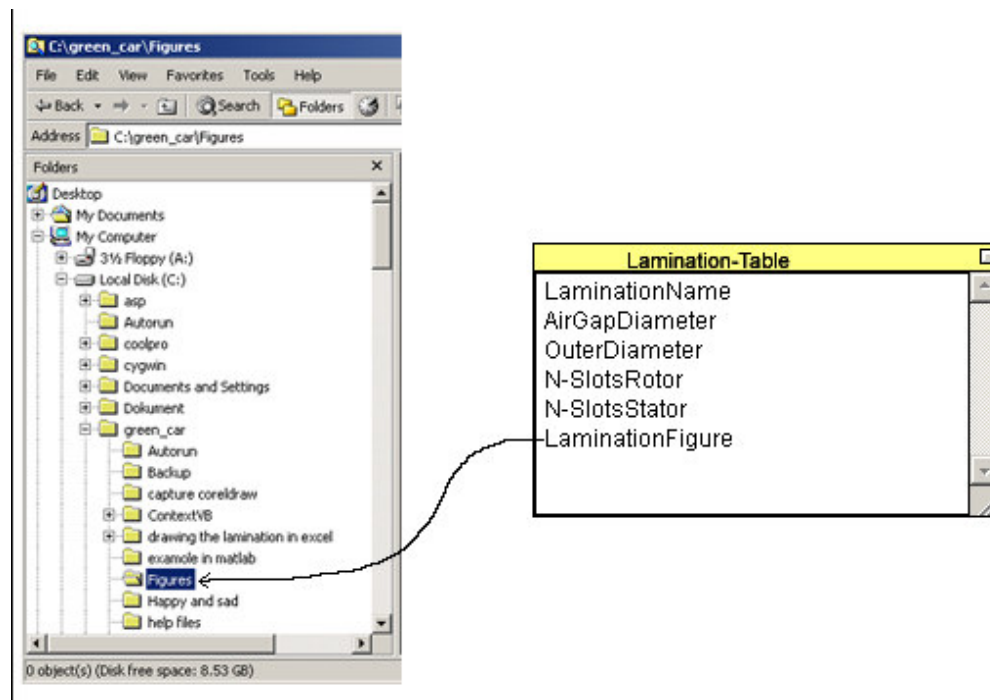 C:\green_car\Figures
File Edit View Favorites Tools Help
Back Search Folders
Address C:\green_car\Figures
Folders
Desktop
My Documents
My Computer
3½ Floppy (A:)
Local Disk (C:)
asp
Autorun
coolpro
cygwin
Documents and Settings
Dokument
green_car
Autorun
Backup
capture coreldraw
ContextVB
drawing the lamination in excel
examole in matlab
Figures
Happy and sad
help files
0 object(s) (Disk free space: 8.53 GB)
Lamination-Table
LaminationName
AirGapDiameter
OuterDiameter
N-SlotsRotor
N-SlotsStator
LaminationFigure